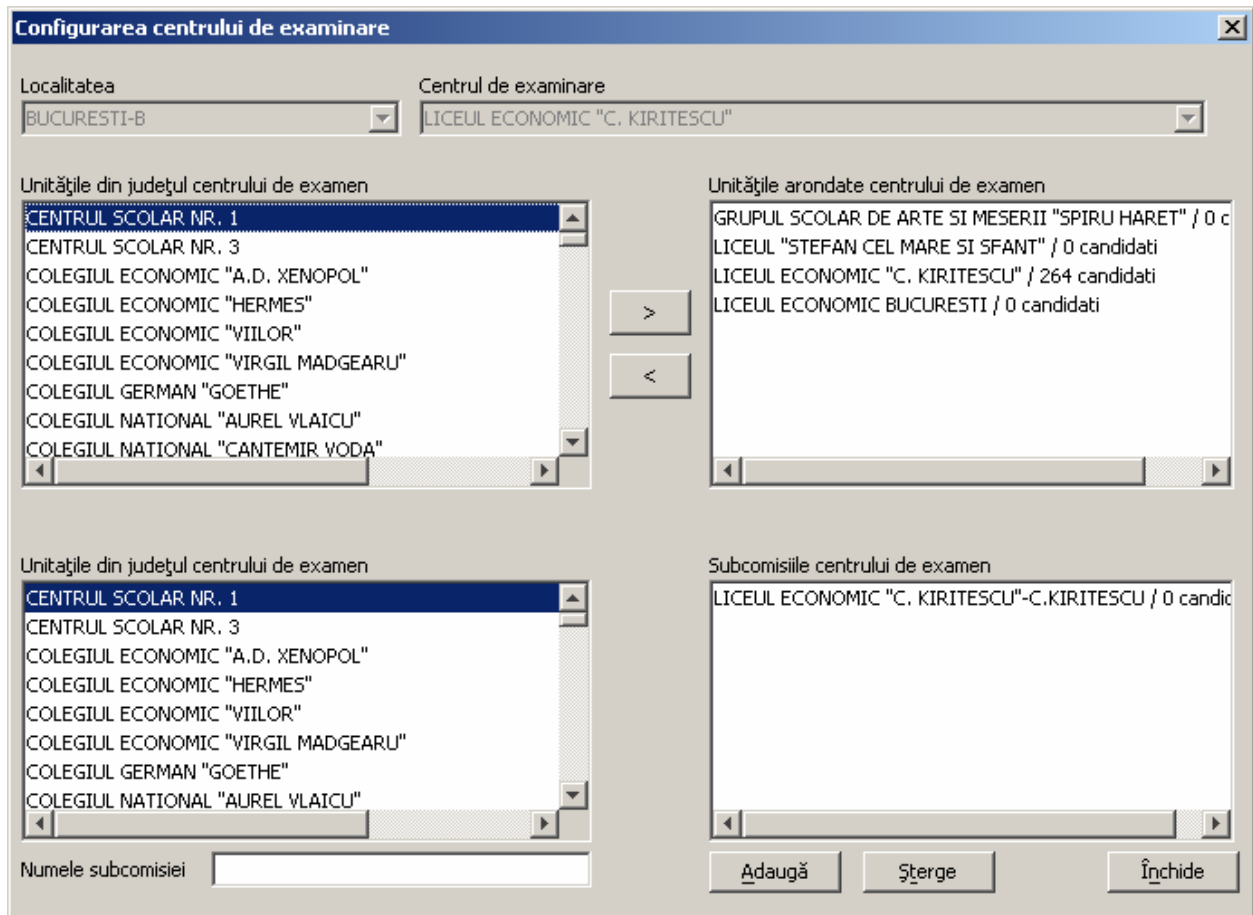 Configurarea centrului de examinare
Localitatea
Centrul de examinare
BUCURESTI-B
LICEUL ECONOMIC "C. KIRITESCU"
Unităţile din judeţul centrului de examen
CENTRUL SCOLAR NR. 1
CENTRUL SCOLAR NR. 3
COLEGIUL ECONOMIC "A.D. XENOPOL"
COLEGIUL ECONOMIC "HERMES"
COLEGIUL ECONOMIC "VIILOR"
COLEGIUL ECONOMIC "VIRGIL MADGEARU"
COLEGIUL GERMAN "GOETHE"
COLEGIUL NATIONAL "AUREL VLAICU"
COLEGIUL NATIONAL "CANTEMIR VODA"
>
<
Unităţile arondate centrului de examen
GRUPUL SCOLAR DE ARTE SI MESERII "SPIRU HARET" / 0 c
LICEUL "STEFAN CEL MARE SI SFANT" / 0 candidati
LICEUL ECONOMIC "C. KIRITESCU" / 264 candidati
LICEUL ECONOMIC BUCURESTI / 0 candidati
Unitaţile din judeţul centrului de examen
CENTRUL SCOLAR NR. 1
CENTRUL SCOLAR NR. 3
COLEGIUL ECONOMIC "A.D. XENOPOL"
COLEGIUL ECONOMIC "HERMES"
COLEGIUL ECONOMIC "VIILOR"
COLEGIUL ECONOMIC "VIRGIL MADGEARU"
COLEGIUL GERMAN "GOETHE"
COLEGIUL NATIONAL "AUREL VLAICU"
Subcomisiile centrului de examen
LICEUL ECONOMIC "C. KIRITESCU"-C.KIRITESCU / 0 candid
Numele subcomisiei
Adaugă
Şterge
Închide